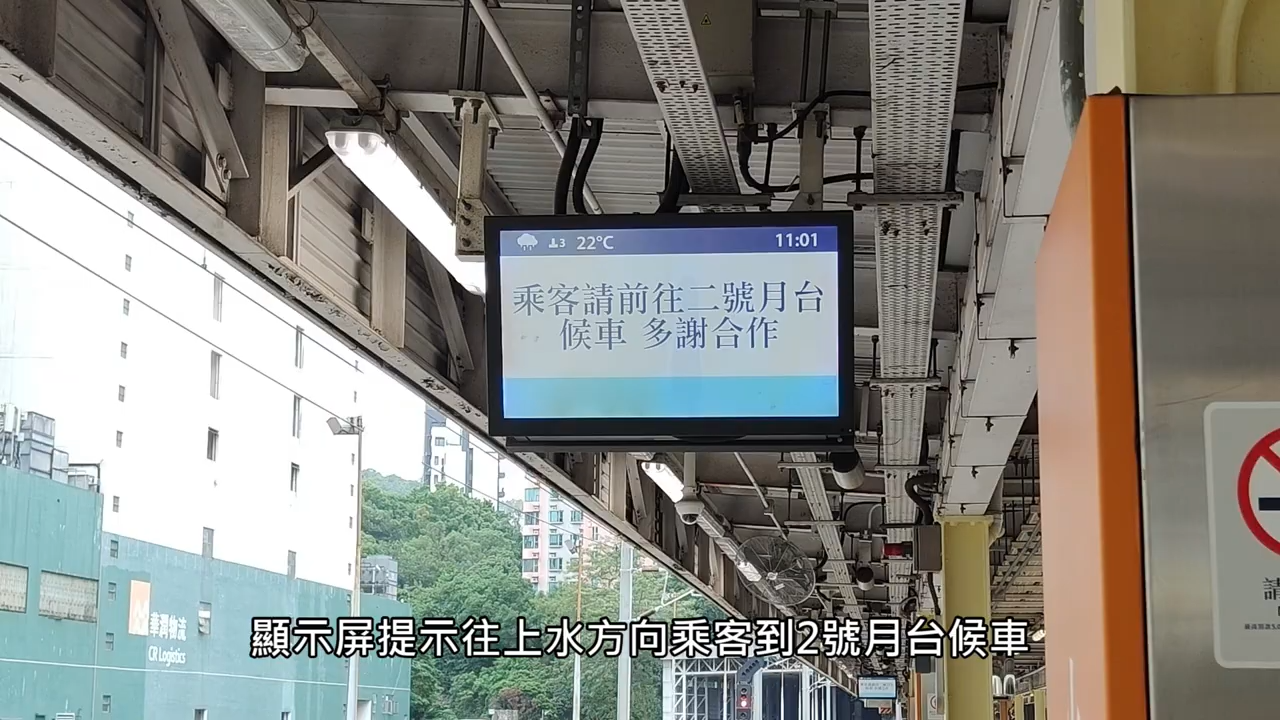 3 22°C 11:01
乘客請前往二號月台
候車 多謝合作
華潤物流
CR Logistics
請
顯示屏提示往上水方向乘客到2號月台候車